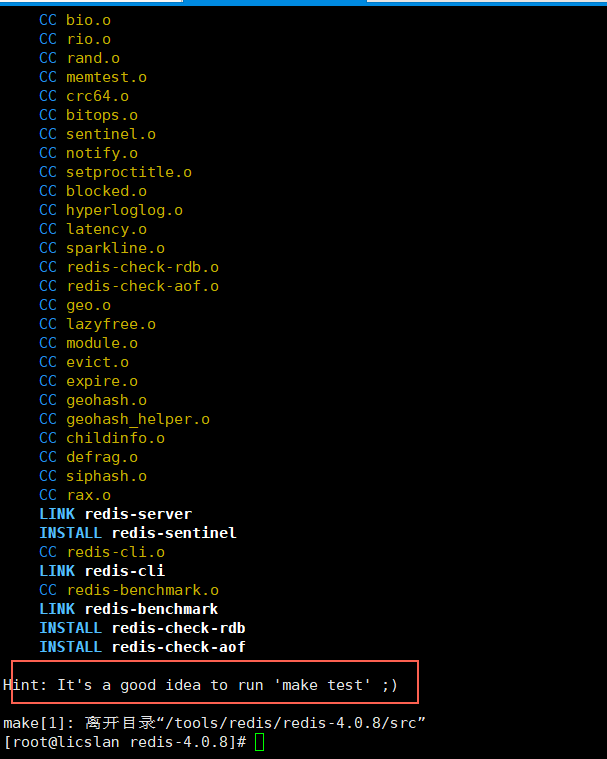 CC bio.o
CC rio.o
CC rand.o
CC memtest.o
CC crc64.o
CC bitops.o
CC sentinel.o
CC notify.o
CC setproctitle.o
CC blocked.o
CC hyperloglog.o
CC latency.o
CC sparkline.o
CC redis-check-rdb.o
CC redis-check-aof.o
CC geo.o
CC lazyfree.o
CC module.o
CC evict.o
CC expire.o
CC geohash.o
CC geohash_helper.o
CC childinfo.o
CC defrag.o
CC siphash.o
CC rax.o
LINK redis-server
INSTALL redis-sentinel
CC redis-cli.o
LINK redis-cli
CC redis-benchmark.o
LINK redis-benchmark
INSTALL redis-check-rdb
INSTALL redis-check-aof
Hint: It's a good idea to run 'make test' ;)
make[1]: 离开目录“/tools/redis/redis-4.0.8/src”
[root@licslan redis-4.0.8]#